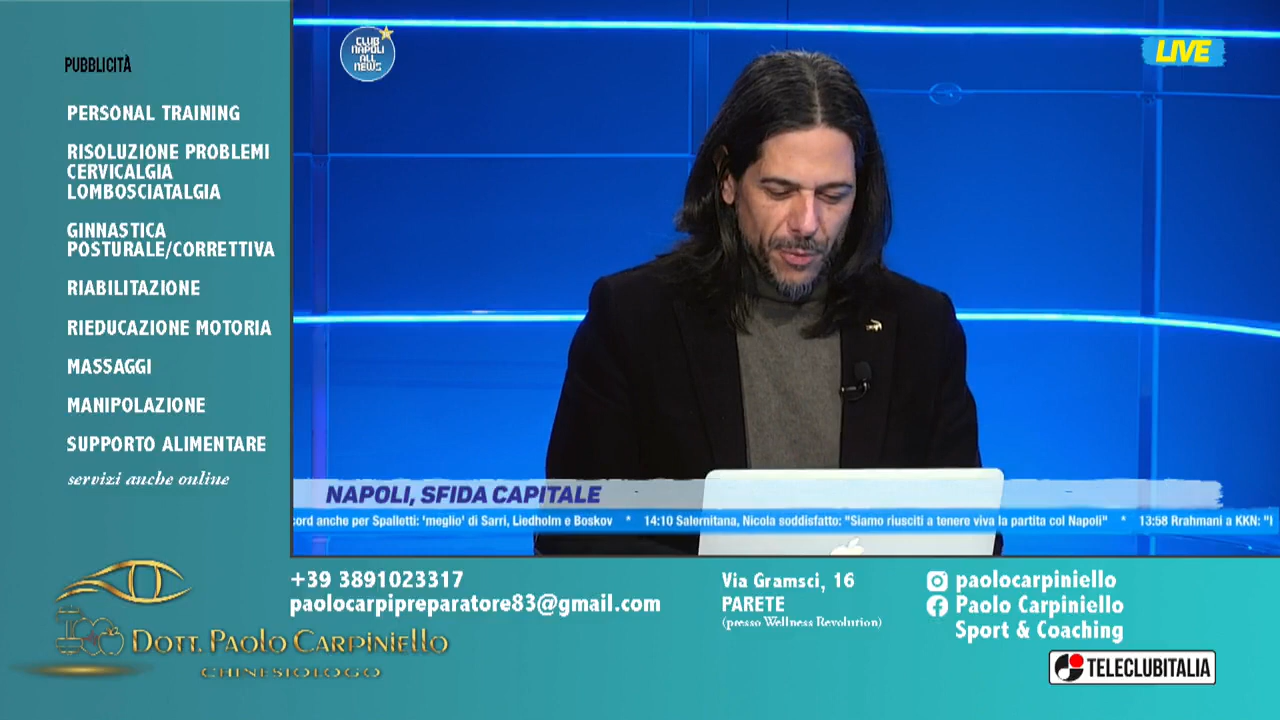 PUBBLICITÀ
PERSONAL TRAINING
RISOLUZIONE PROBLEMI
CERVICALGIA
LOMBOSCIATALGIA
GINNASTICA
POSTURALE/CORRETTIVA
RIABILITAZIONE
RIEDUCAZIONE MOTORIA
MASSAGGI
MANIPOLAZIONE
SUPPORTO ALIMENTARE
servizi anche online
CLUB
NAPOLI
ALL
NEWS
LIVE
NAPOLI, SFIDA CAPITALE
cord anche per Spalletti: 'meglio' di Sarri, Liedholm e Boskov * 14:10 Salernitana, Nicola soddisfatto: "Siamo riusciti a tenere viva la partita col Napoli" * 13:58 Rrahmani a KKN: "I
DOTT. PAOLO CARPINIELLO
CHINESIOLOGO
+39 3891023317
paolocarpipreparatore83@gmail.com
Via Gramsci, 16
PARETE
(presso Wellness Revolution)
paolocarpiniello
Paolo Carpiniello
Sport & Coaching
TELECLUBITALIA